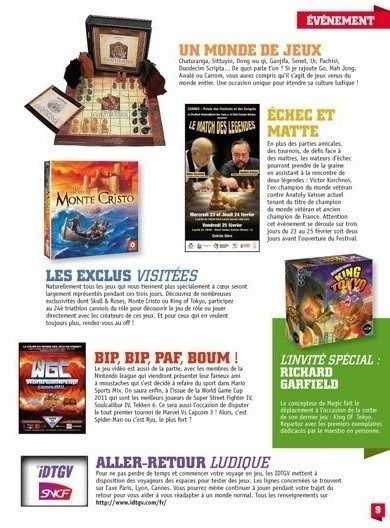 ÉVÉNEMENT
UN MONDE DE JEUX
Chaturanga, Sittuyin, Dong wu qi, Ganjifa, Senet, Ur, Pachisi,
Duodecim Scripta... De quoi parle t'on ? Si je rajoute Go, Mah Jong,
Awalé ou Carrom, vous aurez compris qu'il s'agit de jeux venus du
monde entier. Une occasion unique pour étendre sa culture ludique !
ÉCHEC ET
MATTE
En plus des parties amicales,
des tournois, de défis face à
des maîtres, les mateurs d'échec
pourront prendre de la graine
en assistant à la rencontre de
deux légendes : Victor Korchnoï,
l'ex-champion du monde vétéran
contre Anatoly Vaisser actuel
tenant du titre de champion
du monde vétéran et ancien
champion de France. Attention
cet événement se déroule sur trois
jours du 23 au 25 février soit deux
jours avant l'ouverture du Festival.
CANNES - Palais des Festivals et des Congrès
LE MATCH DES LÉGENDES
Mercredi 23 et Jeudi 24 février
Vendredi 25 février
Entrée libre
MONTE CRISTO
LES EXCLUS VISITÉES
Naturellement tous les jeux qui nous tiennent plus spécialement à cœur seront
largement représentés pendant ces trois jours. Découvrez de nombreuses
exclusivités dont Skull & Roses, Monte Cristo ou King of Tokyo, participez
au 24h triathlon cannois du rôle pour découvrir le jeu de rôle ou jouer
directement avec les créateurs de ces jeux. Et pour ceux qui en veulent
toujours plus, rendez-vous au off !
KING
OF
TOKYO
L'INVITÉ SPÉCIAL :
RICHARD
GARFIELD
Le concepteur de Magic fait le
déplacement à l'occasion de la sortie
de son dernier jeu : King Of Tokyo.
Repartez avec les premiers exemplaires
dédicacés par le maestro en personne.
WGC
World Game Cup
Cannes 2011
BIP, BIP, PAF, BOUM !
Le jeu vidéo est aussi de la partie, avec les membres de la
Nintendo league qui viendront présenter leur fameux ami
à moustaches qui s'est décidé à refaire du sport dans Mario
Sports Mix. On saura enfin, à l'issue de la World Game Cup
2011 qui sont les meilleurs joueurs de Super Street Fighter IV,
Soulcalibur IV, Tekken 6. Ce sera aussi l'occasion de disputer
le tout premier tournoi de Marvel Vs Capcom 3 ! Alors, c'est
Spider-Man ou c'est Ryu, le plus fort ?
iDTGV
SNCF
ALLER-RETOUR LUDIQUE
Pour ne pas perdre de temps et commencer votre voyage en jeu, les IDTGV mettent à
disposition des voyageurs des espaces pour tester des jeux. Les lignes concernées se trouvent
sur l'axe Paris, Lyon, Cannes. Vous pourrez même continuer à jouer pendant votre trajet du
retour pour vous aider à vous réadapter à un monde normal. Tous les renseignements sur
http://www.idtgv.com/fr/
9